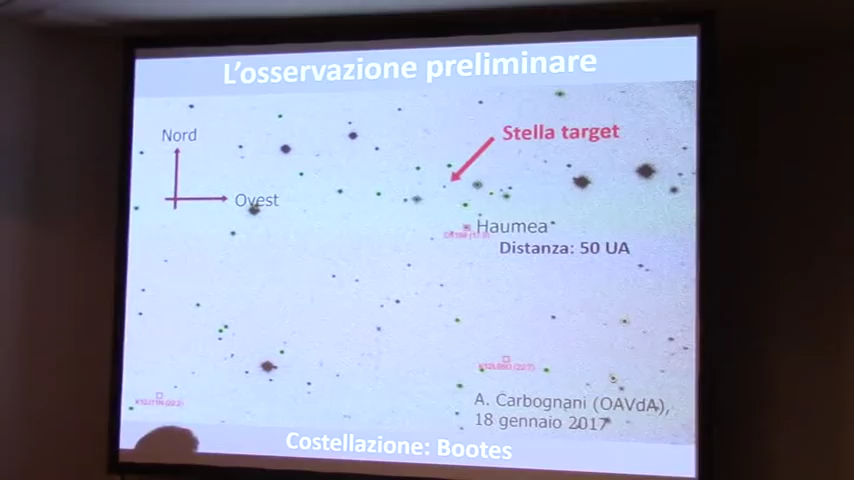 L'osservazione preliminare
Nord
Stella target
Ovest
Haumea
Distanza: 50 UA
A. Carbognani (OAVdA),
18 gennaio 2017
Costellazione: Bootes